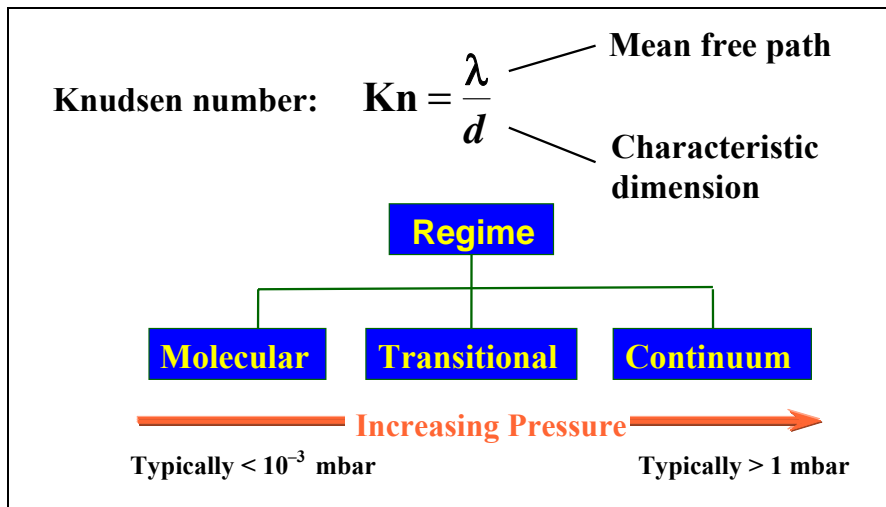 Mean free path
Knudsen number: Kn = λ / d
Characteristic
dimension
Regime
Molecular Transitional Continuum
Increasing Pressure
Typically < 10⁻³ mbar Typically > 1 mbar